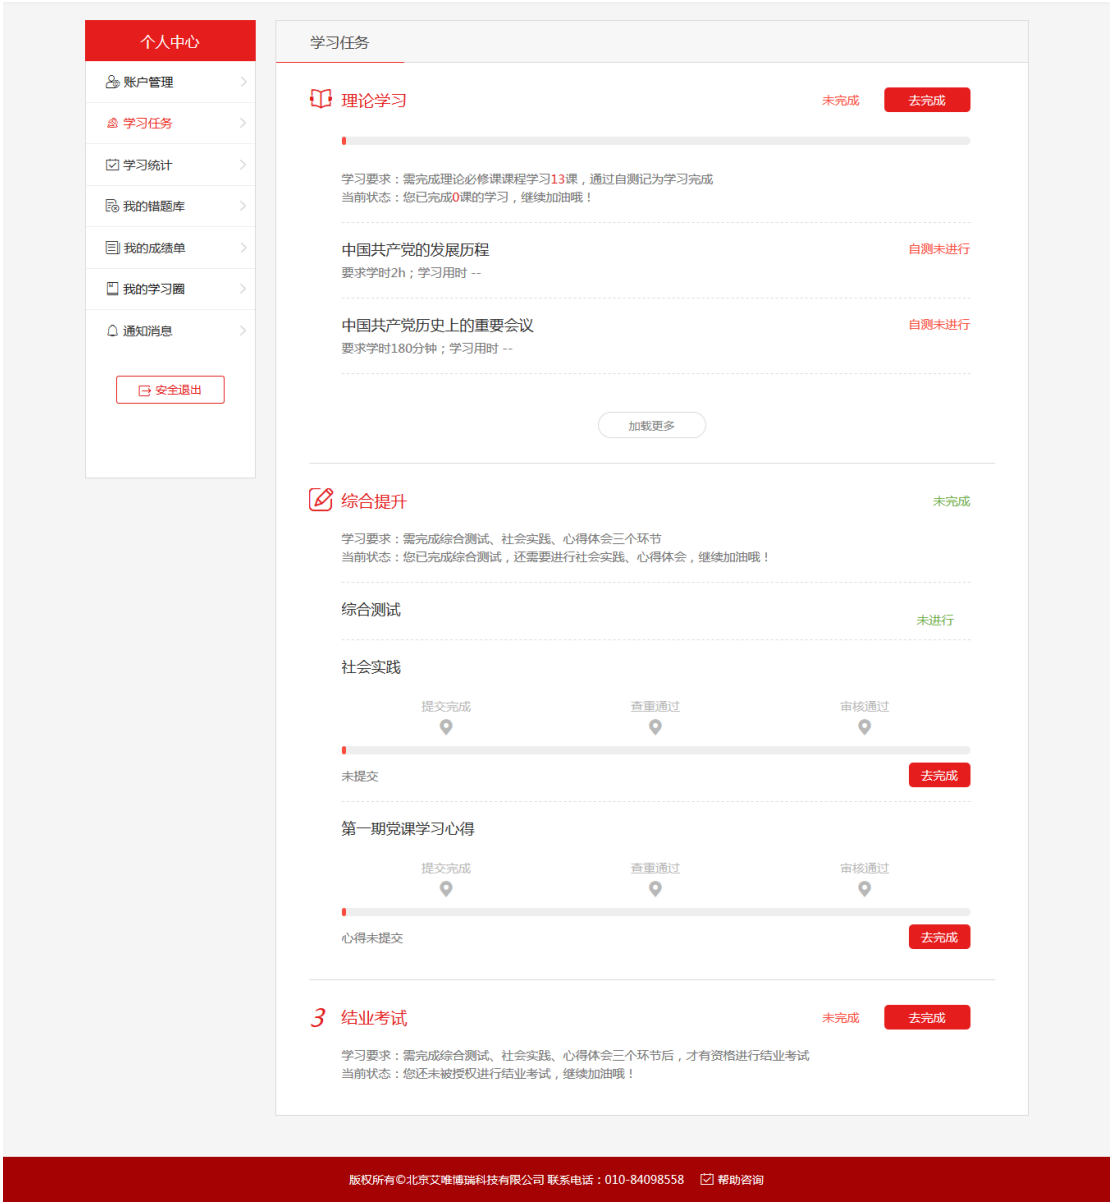 个人中心
账户管理
学习任务
学习统计
我的错题库
我的成绩单
我的学习圈
通知消息
安全退出
学习任务
理论学习
未完成
去完成
学习要求：需完成理论必修课课程学习13课，通过自测记为学习完成
当前状态：您已完成0课的学习，继续加油哦！
中国共产党的发展历程
自测未进行
要求学时2h；学习用时 --
中国共产党历史上的重要会议
自测未进行
要求学时180分钟；学习用时 --
加载更多
综合提升
未完成
学习要求：需完成综合测试、社会实践、心得体会三个环节
当前状态：您已完成综合测试，还需要进行社会实践、心得体会，继续加油哦！
综合测试
未进行
社会实践
提交完成
查重通过
审核通过
未提交
去完成
第一期党课学习心得
提交完成
查重通过
审核通过
心得未提交
去完成
3 结业考试
未完成
去完成
学习要求：需完成综合测试、社会实践、心得体会三个环节后，才有资格进行结业考试
当前状态：您还未被授权进行结业考试，继续加油哦！
版权所有©北京艾唯博瑞科技有限公司 联系电话：010-84098558 帮助咨询